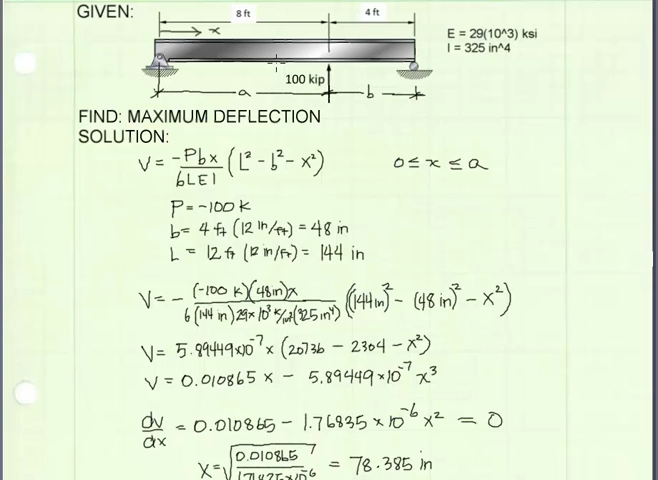 GIVEN:
8 ft
4 ft
x
E = 29(10^3) ksi
I = 325 in^4
100 kip
a
b
FIND: MAXIMUM DEFLECTION
SOLUTION:
V = -Pbx / 6LEI (L² - b² - x²) 0 ≤ x ≤ a
P = -100 K
b = 4 ft (12 in/ft) = 48 in
L = 12 ft (12 in/ft) = 144 in
V = - (-100 K)(48 in)x / 6(144 in) 29×10³ K/in² (325 in⁴) ((144 in)² - (48 in)² - x²)
V = 5.89449×10⁻⁷ x (20736 - 2304 - x²)
V = 0.010865 x - 5.89449×10⁻⁷ x³
dv/dx = 0.010865 - 1.76835×10⁻⁶ x² = 0
x = √ 0.010865 / = 78.385 in